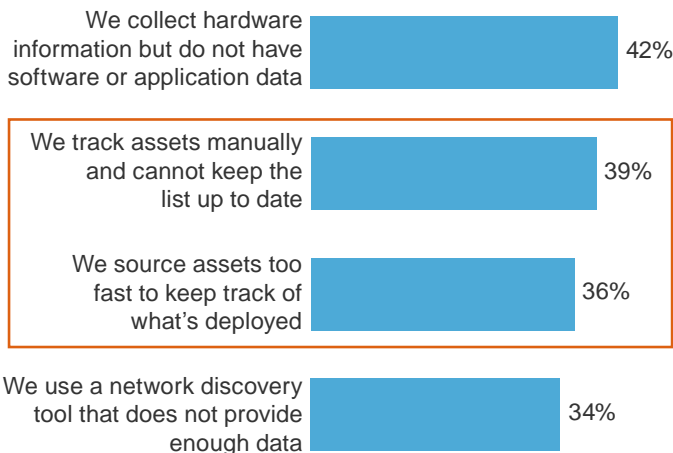 We collect hardware
information but do not have
software or application data
42%
We track assets manually
and cannot keep the
list up to date
39%
We source assets too
fast to keep track of
what’s deployed
36%
We use a network discovery
tool that does not provide
enough data
34%